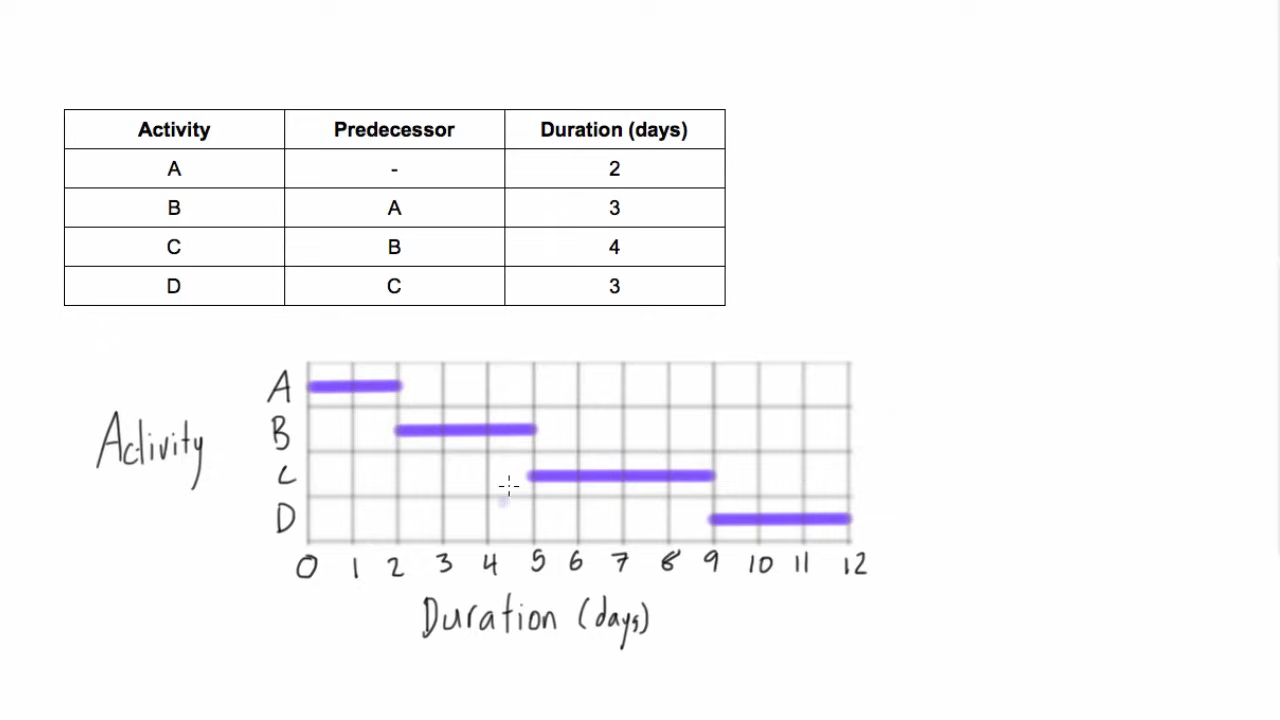 Activity Predecessor Duration (days)
A - 2
B A 3
C B 4
D C 3
A
B
Activity
C
D
0 1 2 3 4 5 6 7 8 9 10 11 12
Duration (days)